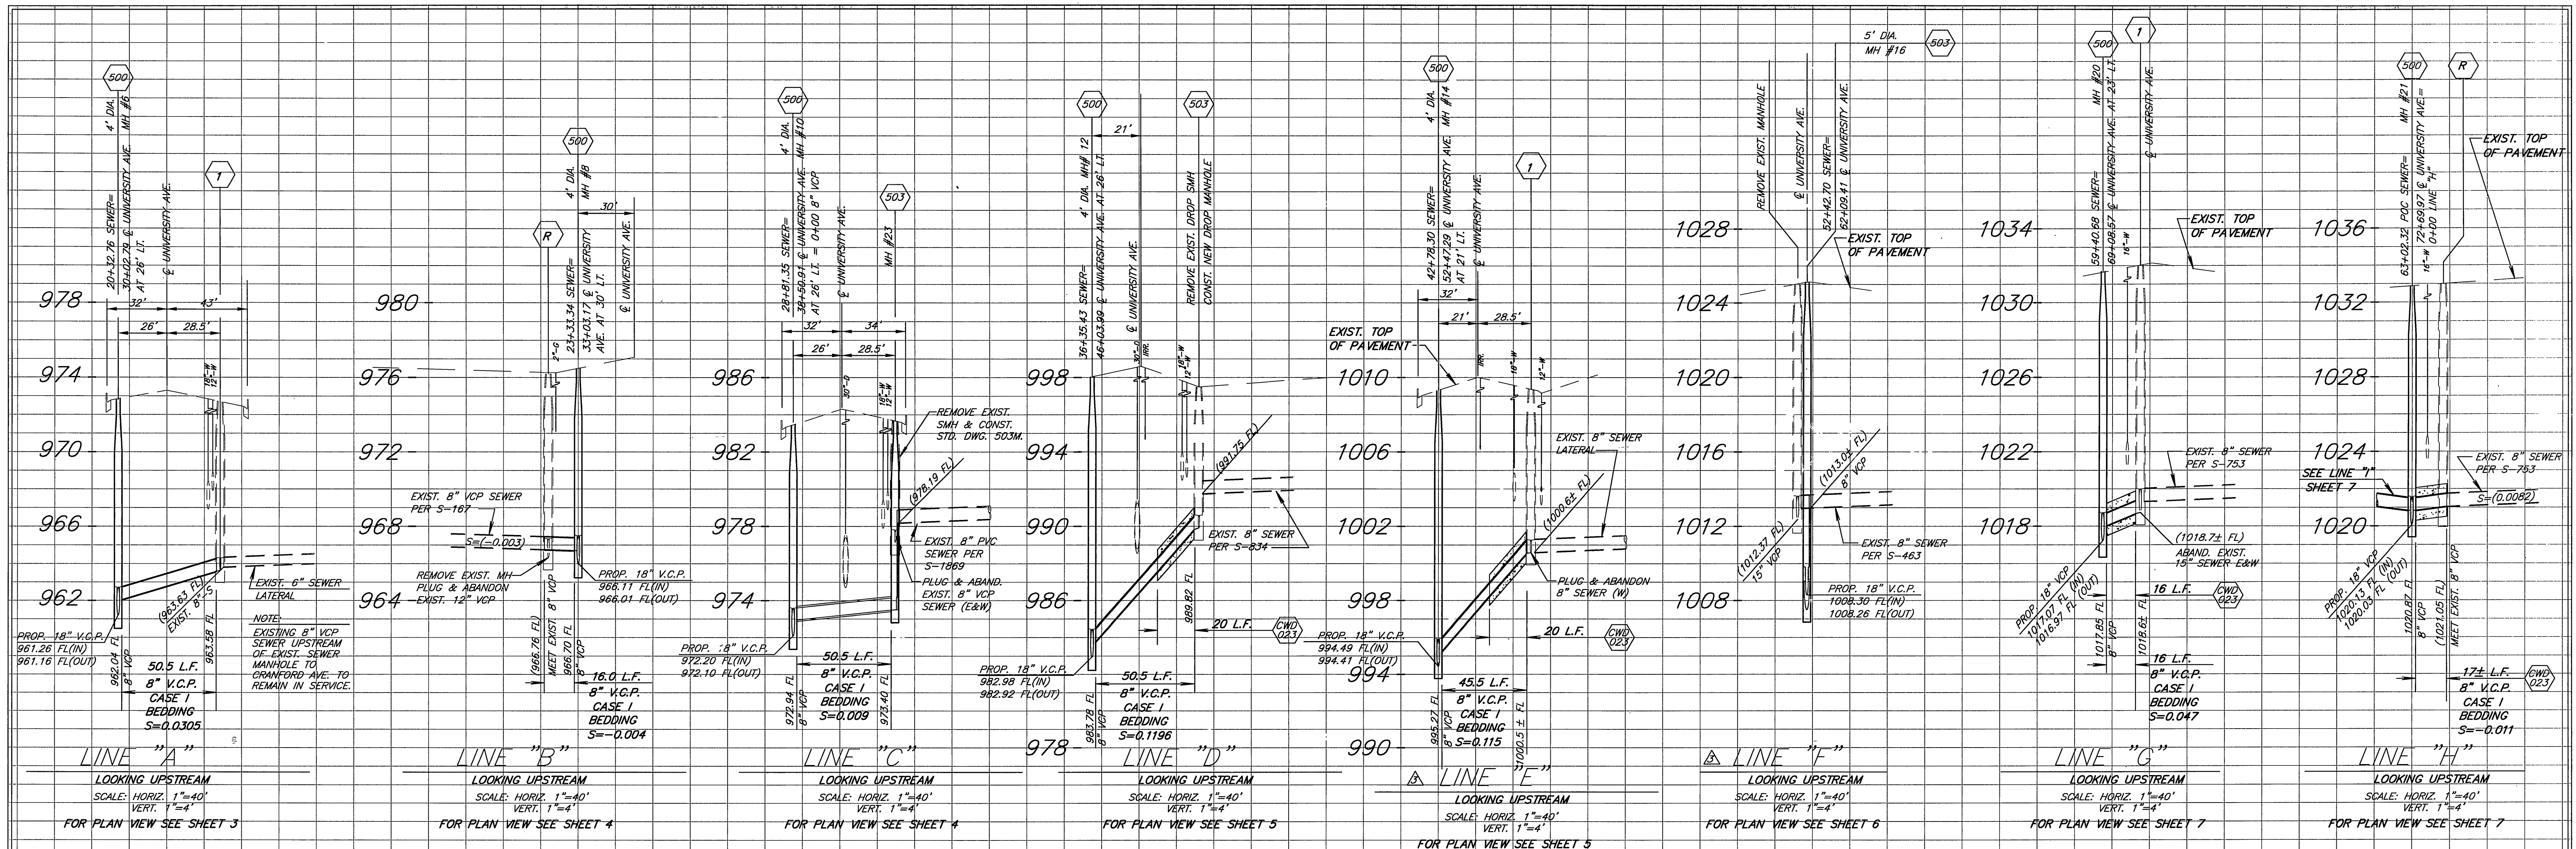 500
4' DIA.
MH #6
20+32.76 SEWER=
30+02.79 ℄ UNIVERSITY AVE.
AT 26' LT.
℄ UNIVERSITY AVE.
1
32'
43'
26'
28.5'
18"-W
12"-W
978
974
970
966
962
(963.63 FL)
EXIST. 8"-S
EXIST. 6" SEWER
LATERAL
PROP. 18" V.C.P.
961.26 FL(IN)
961.16 FL(OUT)
962.04 FL
8" VCP
963.58 FL
50.5 L.F.
8" V.C.P.
CASE I
BEDDING
S=0.0305
NOTE:
EXISTING 8" VCP
SEWER UPSTREAM
OF EXIST. SEWER
MANHOLE TO
CRANFORD AVE. TO
REMAIN IN SERVICE.
LINE "A"
LOOKING UPSTREAM
SCALE: HORIZ. 1"=40'
VERT. 1"=4'
FOR PLAN VIEW SEE SHEET 3
500
4' DIA.
MH #8
30'
R
2"-G
23+33.34 SEWER=
33+03.17 ℄ UNIVERSITY
AVE. AT 30' LT.
℄ UNIVERSITY AVE.
980
976
972
968
964
EXIST. 8" VCP SEWER
PER S-167
S=(-0.003)
REMOVE EXIST. MH
PLUG & ABANDON
EXIST. 12" VCP
PROP. 18" V.C.P.
966.11 FL(IN)
966.01 FL(OUT)
(966.76 FL)
MEET EXIST. 8" VCP
966.70 FL
8" VCP
16.0 L.F.
8" V.C.P.
CASE I
BEDDING
S=-0.004
LINE "B"
LOOKING UPSTREAM
SCALE: HORIZ. 1"=40'
VERT. 1"=4'
FOR PLAN VIEW SEE SHEET 4
500
4' DIA.
28+81.35 SEWER=
38+50.91 ℄ UNIVERSITY AVE. MH #10
AT 26' LT. = 0+00 8" VCP
℄ UNIVERSITY AVE.
503
MH #23
32'
34'
26'
28.5'
30"-D
18"-W
12"-W
986
982
978
974
REMOVE EXIST.
SMH & CONST.
STD. DWG. 503M.
(978.19 FL)
EXIST. 8" PVC
SEWER PER
S-1869
PLUG & ABAND.
EXIST. 8" VCP
SEWER (E&W)
PROP. 18" V.C.P.
972.20 FL(IN)
972.10 FL(OUT)
972.94 FL
8" VCP
973.40 FL
50.5 L.F.
8" V.C.P.
CASE I
BEDDING
S=0.009
LINE "C"
LOOKING UPSTREAM
SCALE: HORIZ. 1"=40'
VERT. 1"=4'
FOR PLAN VIEW SEE SHEET 4
500
21'
503
4' DIA. MH# 12
36+35.43 SEWER=
46+03.99 ℄ UNIVERSITY AVE. AT 26' LT.
℄ UNIVERSITY AVE.
REMOVE EXIST. DROP SMH
CONST. NEW DROP MANHOLE
30"-D
IRR.
18"-W
12"-W
998
994
990
986
978
(991.75 FL)
EXIST. 8" SEWER
PER S-834
989.82 FL
20 L.F.
CWD
023
PROP. 18" V.C.P.
982.98 FL(IN)
982.92 FL(OUT)
983.78 FL
8" VCP
50.5 L.F.
8" V.C.P.
CASE I
BEDDING
S=0.1196
LINE "D"
LOOKING UPSTREAM
SCALE: HORIZ. 1"=40'
VERT. 1"=4'
FOR PLAN VIEW SEE SHEET 5
500
4' DIA.
MH #14
42+78.30 SEWER=
52+47.29 ℄ UNIVERSITY AVE.
AT 21' LT.
℄ UNIVERSITY AVE.
1
32'
21'
28.5'
EXIST. TOP
OF PAVEMENT
IRR.
18"-W
12"-W
1010
1006
1002
998
994
990
EXIST. 8" SEWER
LATERAL
(1000.6± FL)
PLUG & ABANDON
8" SEWER (W)
20 L.F.
CWD
023
PROP. 18" V.C.P.
994.49 FL(IN)
994.41 FL(OUT)
995.27 FL
8" VCP
1000.5 ± FL
45.5 L.F.
8" V.C.P.
CASE I
BEDDING
S=0.115
3
LINE "E"
LOOKING UPSTREAM
SCALE: HORIZ. 1"=40'
VERT. 1"=4'
FOR PLAN VIEW SEE SHEET 5
5' DIA.
MH #16
503
REMOVE EXIST. MANHOLE
℄ UNIVERSITY AVE.
52+42.70 SEWER=
62+09.41 ℄ UNIVERSITY AVE.
EXIST. TOP
OF PAVEMENT
1028
1024
1020
1016
1012
1008
(1013.0± FL)
8" VCP
(1012.37 FL)
15" VCP
EXIST. 8" SEWER
PER S-463
PROP. 18" V.C.P.
1008.30 FL(IN)
1008.26 FL(OUT)
3
LINE "F"
LOOKING UPSTREAM
SCALE: HORIZ. 1"=40'
VERT. 1"=4'
FOR PLAN VIEW SEE SHEET 6
500
1
MH #20
59+40.68 SEWER=
69+08.57 ℄ UNIVERSITY AVE. AT 23' LT.
16"-W
℄ UNIVERSITY AVE.
EXIST. TOP
OF PAVEMENT
1034
1030
1026
1022
1018
EXIST. 8" SEWER
PER S-753
(1018.7± FL)
ABAND. EXIST.
15" SEWER E&W
PROP. 18" VCP
1017.07 FL (IN)
1016.97 FL (OUT)
1017.85 FL
8" VCP
1018.6± FL
16 L.F.
CWD
023
16 L.F.
8" V.C.P.
CASE I
BEDDING
S=0.047
LINE "G"
LOOKING UPSTREAM
SCALE: HORIZ. 1"=40'
VERT. 1"=4'
FOR PLAN VIEW SEE SHEET 7
500
R
MH #21
63+02.32 POC SEWER=
72+69.97 ℄ UNIVERSITY AVE.=
0+00 LINE "H"
16"-W
EXIST. TOP
OF PAVEMENT
1036
1032
1028
1024
1020
SEE LINE "I"
SHEET 7
EXIST. 8" SEWER
PER S-753
S=(0.0082)
PROP. 18" VCP
1020.13 FL (IN)
1020.03 FL (OUT)
1020.87 FL
8" VCP
(1021.05 FL)
MEET EXIST. 8" VCP
17± L.F.
CWD
023
8" V.C.P.
CASE I
BEDDING
S=-0.011
LINE "H"
LOOKING UPSTREAM
SCALE: HORIZ. 1"=40'
VERT. 1"=4'
FOR PLAN VIEW SEE SHEET 7